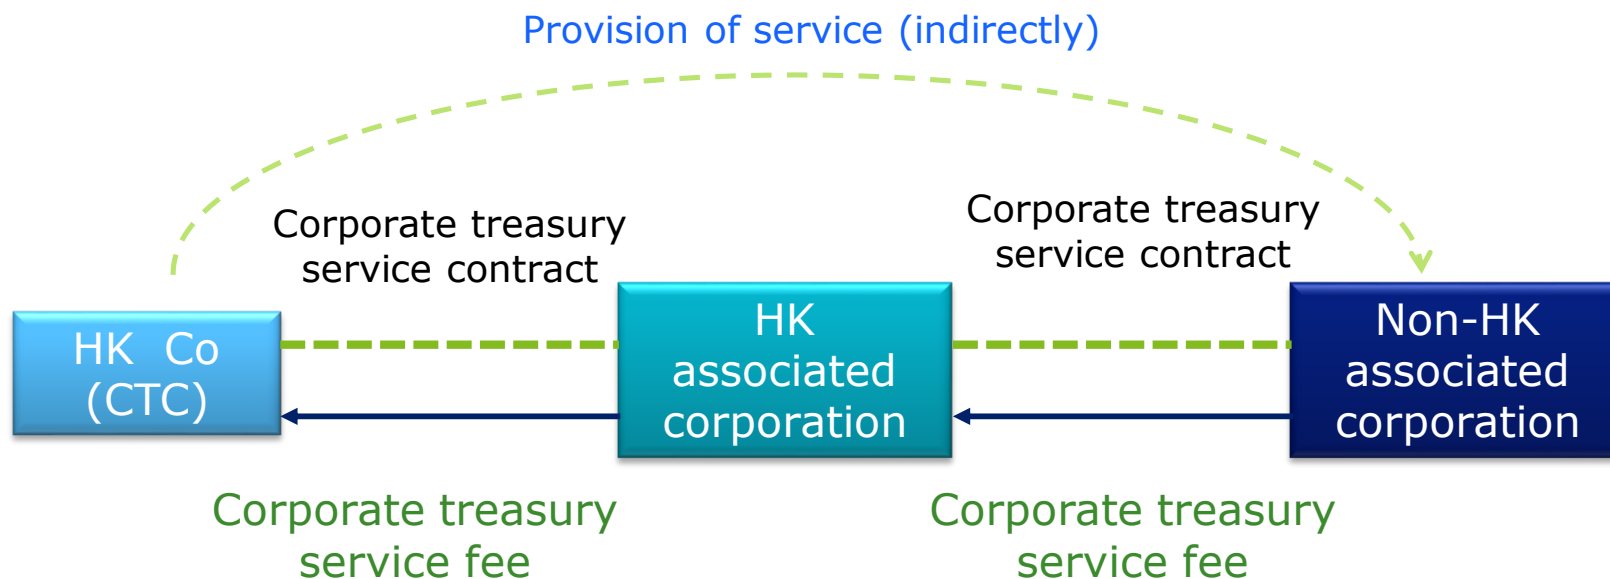 Provision of service (indirectly)
Corporate treasury
service contract
Corporate treasury
service contract
HK Co
(CTC)
HK
associated
corporation
Non-HK
associated
corporation
Corporate treasury
service fee
Corporate treasury
service fee